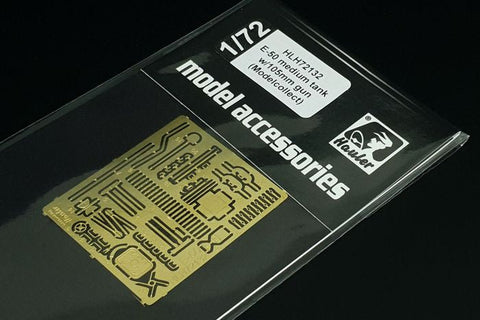 1/72
HLH72132
E-50 medium tank
w/105mm gun
(Modelcollect)
model accessories
®
Hauler